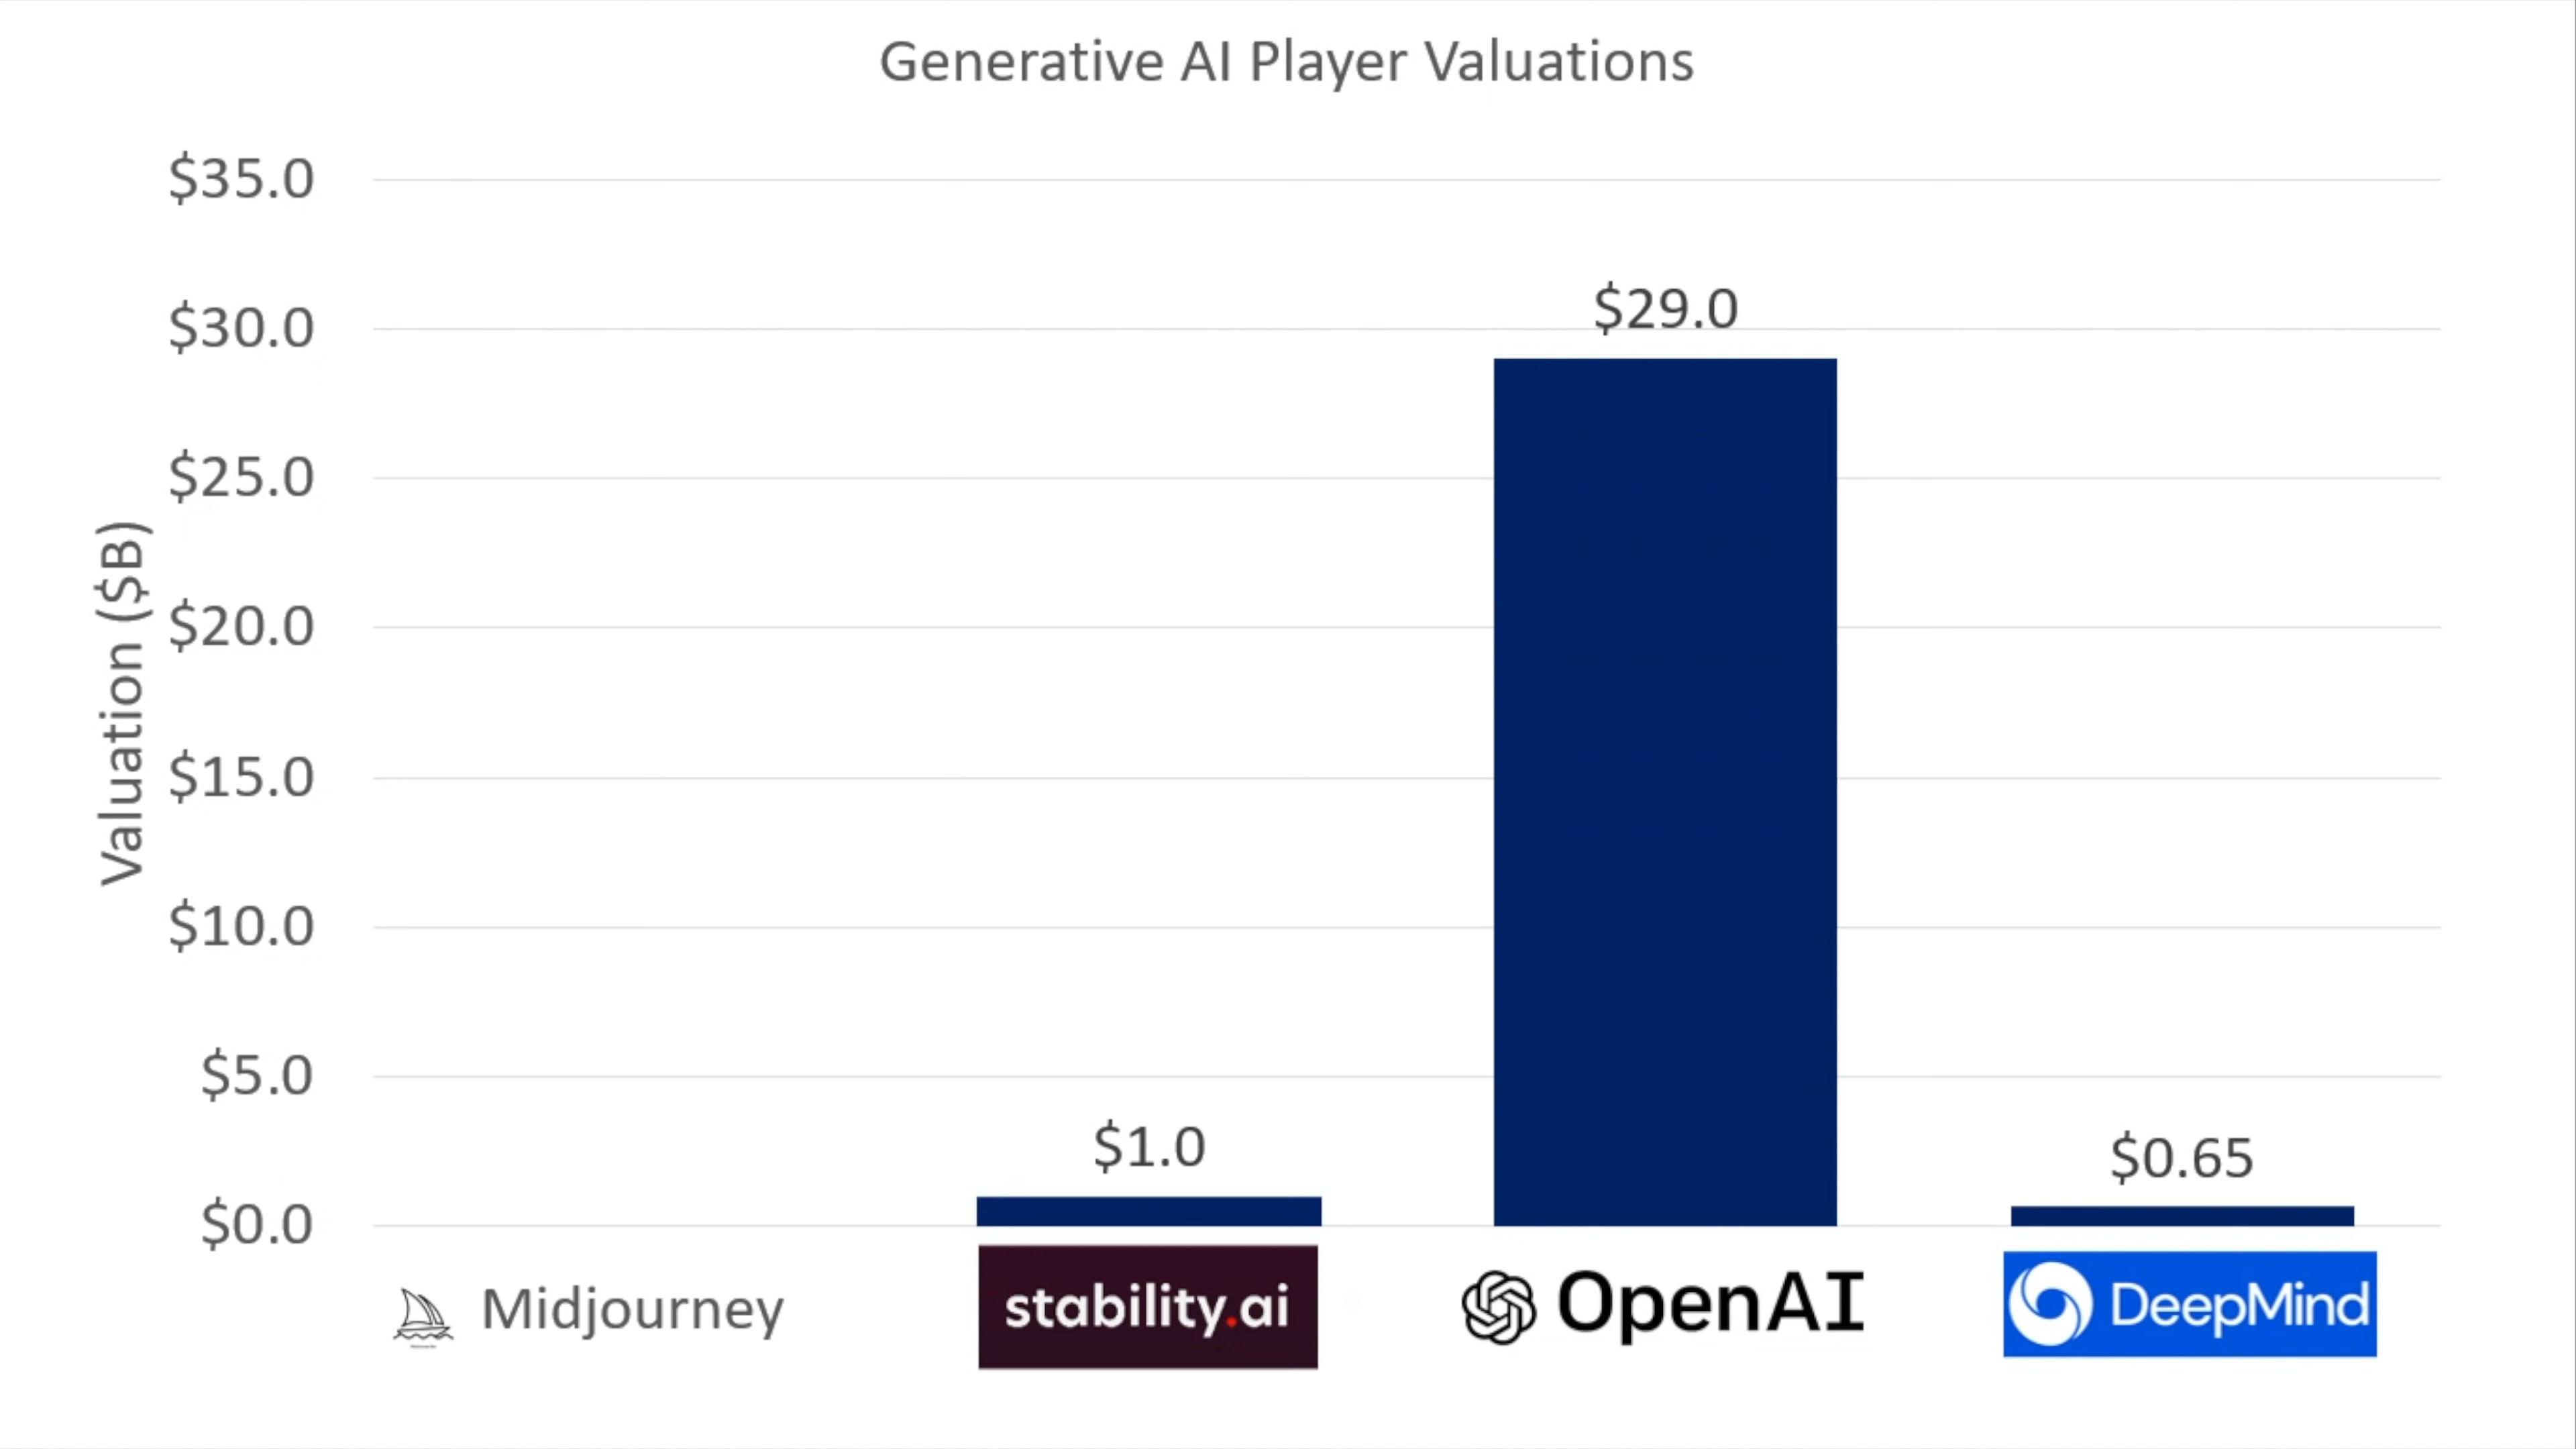 Generative AI Player Valuations
Valuation ($B)
$35.0
$30.0
$25.0
$20.0
$15.0
$10.0
$5.0
$0.0
$1.0
$29.0
$0.65
Midjourney
stability.ai
OpenAI
DeepMind